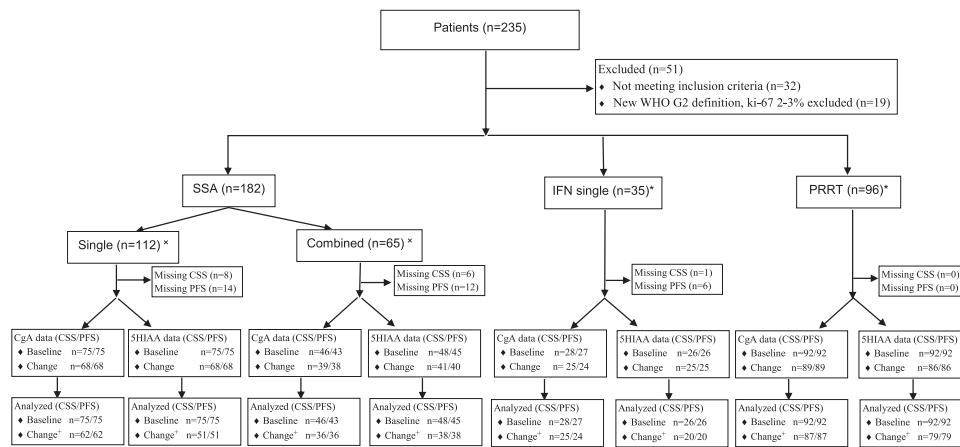 Patients (n=235)
Excluded (n=51)
♦ Not meeting inclusion criteria (n=32)
♦ New WHO G2 definition, ki-67 2-3% excluded (n=19)
SSA (n=182)
IFN single (n=35)*
PRRT (n=96)*
Single (n=112) ×
Combined (n=65) ×
Missing CSS (n=8)
Missing PFS (n=14)
Missing CSS (n=6)
Missing PFS (n=12)
Missing CSS (n=1)
Missing PFS (n=6)
Missing CSS (n=0)
Missing PFS (n=0)
CgA data (CSS/PFS)
♦ Baseline n=75/75
♦ Change n=68/68
5HIAA data (CSS/PFS)
♦ Baseline n=75/75
♦ Change n=68/68
CgA data (CSS/PFS)
♦ Baseline n=46/43
♦ Change n=39/38
5HIAA data (CSS/PFS)
♦ Baseline n=48/45
♦ Change n=41/40
CgA data (CSS/PFS)
♦ Baseline n=28/27
♦ Change n= 25/24
5HIAA data (CSS/PFS)
♦ Baseline n=26/26
♦ Change n=25/25
CgA data (CSS/PFS)
♦ Baseline n=92/92
♦ Change n=89/89
5HIAA data (CSS/PFS)
♦ Baseline n=92/92
♦ Change n=86/86
Analyzed (CSS/PFS)
♦ Baseline n=75/75
♦ Change⁺ n=62/62
Analyzed (CSS/PFS)
♦ Baseline n=75/75
♦ Change⁺ n=51/51
Analyzed (CSS/PFS)
♦ Baseline n=46/43
♦ Change⁺ n=36/36
Analyzed (CSS/PFS)
♦ Baseline n=48/45
♦ Change⁺ n=38/38
Analyzed (CSS/PFS)
♦ Baseline n=28/27
♦ Change⁺ n=25/24
Analyzed (CSS/PFS)
♦ Baseline n=26/26
♦ Change⁺ n=20/20
Analyzed (CSS/PFS)
♦ Baseline n=92/92
♦ Change⁺ n=87/87
Analyzed (CSS/PFS)
♦ Baseline n=92/92
♦ Change⁺ n=79/79